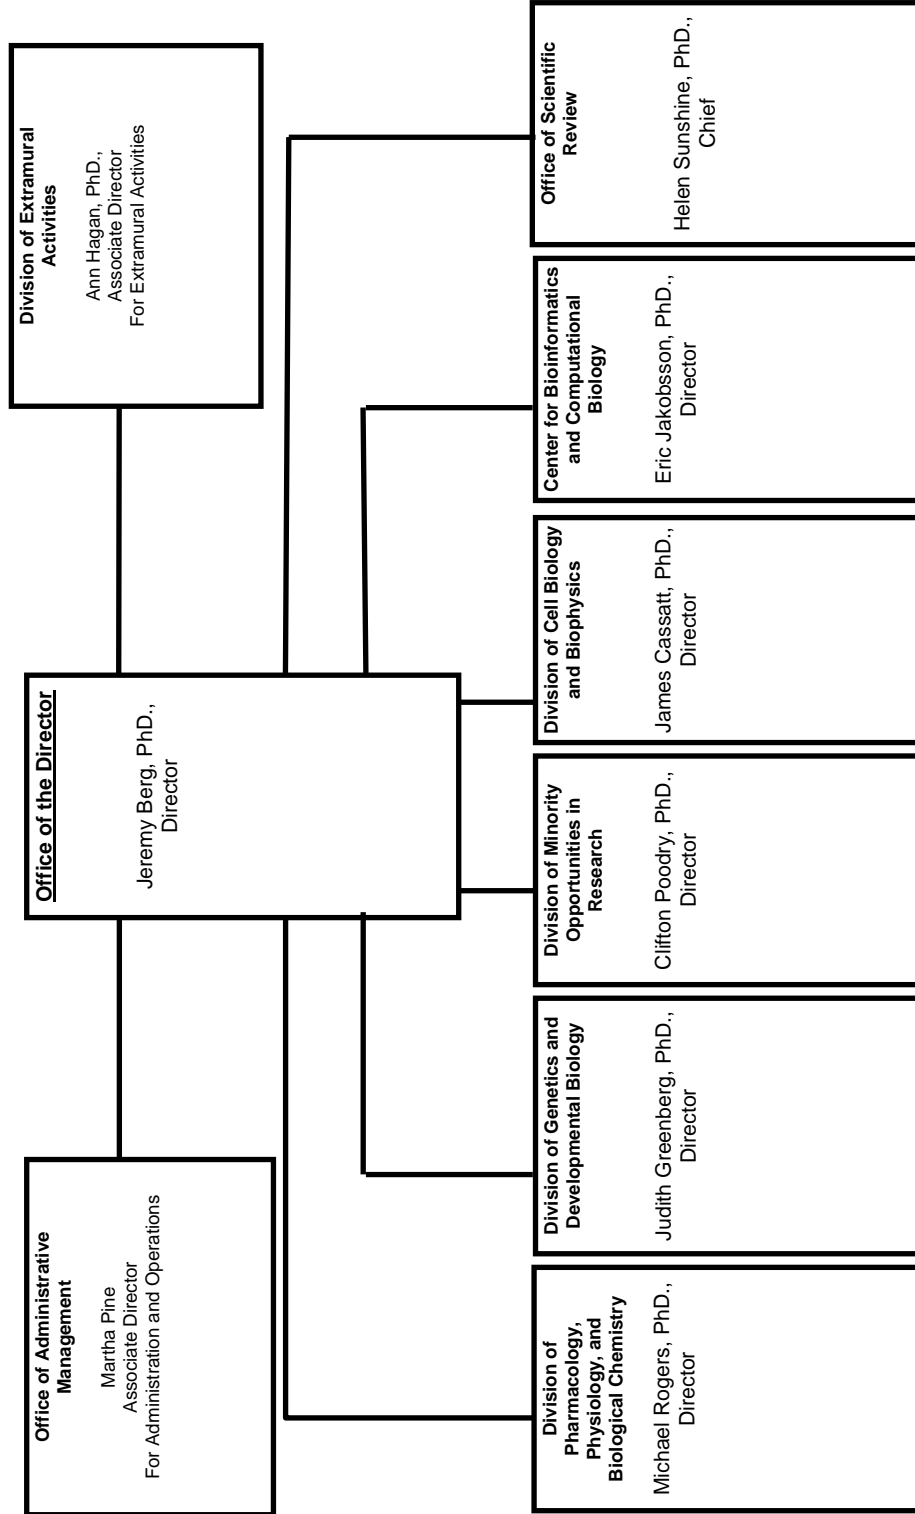 Office of Administrative
Management
Martha Pine
Associate Director
For Administration and Operations
Office of the Director
Jeremy Berg, PhD.,
Director
Division of Extramural
Activities
Ann Hagan, PhD.,
Associate Director
For Extramural Activities
Division of
Pharmacology,
Physiology, and
Biological Chemistry
Michael Rogers, PhD.,
Director
Division of Genetics and
Developmental Biology
Judith Greenberg, PhD.,
Director
Division of Minority
Opportunities in
Research
Clifton Poodry, PhD.,
Director
Division of Cell Biology
and Biophysics
James Cassatt, PhD.,
Director
Center for Bioinformatics
and Computational
Biology
Eric Jakobsson, PhD.,
Director
Office of Scientific
Review
Helen Sunshine, PhD.,
Chief